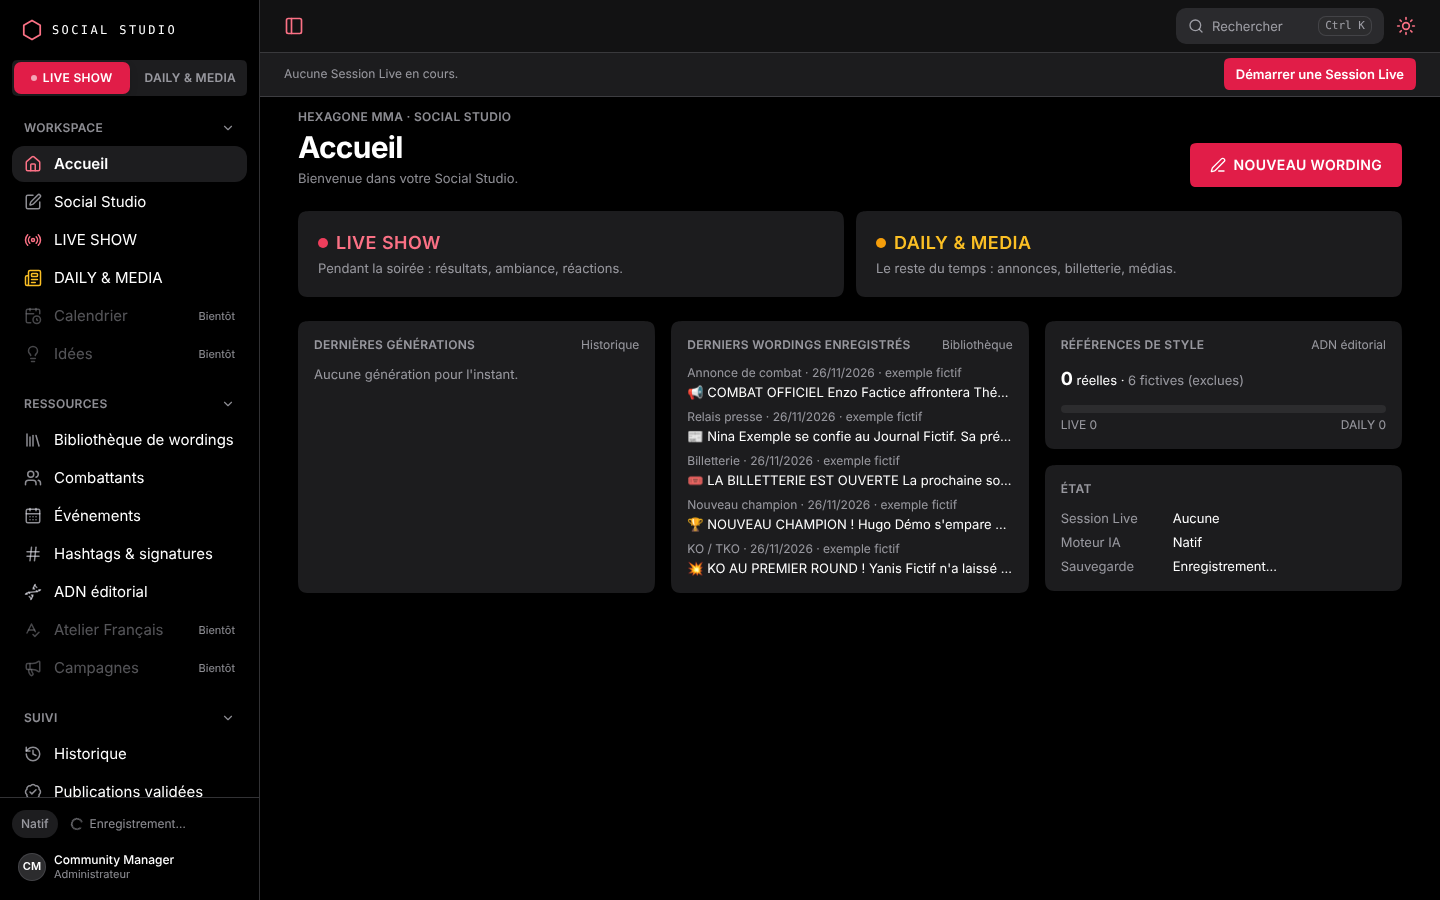 SOCIAL STUDIO
LIVE SHOW
DAILY & MEDIA
WORKSPACE
Accueil
Social Studio
LIVE SHOW
DAILY & MEDIA
Calendrier Bientôt
Idées Bientôt
RESSOURCES
Bibliothèque de wordings
Combattants
Événements
Hashtags & signatures
ADN éditorial
Atelier Français Bientôt
Campagnes Bientôt
SUIVI
Historique
Publications validées
Natif Enregistrement...
CM
Community Manager
Administrateur
Rechercher Ctrl K
Aucune Session Live en cours.
Démarrer une Session Live
HEXAGONE MMA · SOCIAL STUDIO
Accueil
Bienvenue dans votre Social Studio.
NOUVEAU WORDING
LIVE SHOW
Pendant la soirée : résultats, ambiance, réactions.
DAILY & MEDIA
Le reste du temps : annonces, billetterie, médias.
DERNIÈRES GÉNÉRATIONS Historique
Aucune génération pour l'instant.
DERNIERS WORDINGS ENREGISTRÉS Bibliothèque
Annonce de combat · 26/11/2026 · exemple fictif
📢 COMBAT OFFICIEL Enzo Factice affrontera Thé...
Relais presse · 26/11/2026 · exemple fictif
📰 Nina Exemple se confie au Journal Fictif. Sa pré...
Billetterie · 26/11/2026 · exemple fictif
🎟️ LA BILLETTERIE EST OUVERTE La prochaine so...
Nouveau champion · 26/11/2026 · exemple fictif
🏆 NOUVEAU CHAMPION ! Hugo Démo s'empare ...
KO / TKO · 26/11/2026 · exemple fictif
💥 KO AU PREMIER ROUND ! Yanis Fictif n'a laissé ...
RÉFÉRENCES DE STYLE ADN éditorial
0 réelles · 6 fictives (exclues)
LIVE 0 DAILY 0
ÉTAT
Session Live Aucune
Moteur IA Natif
Sauvegarde Enregistrement...